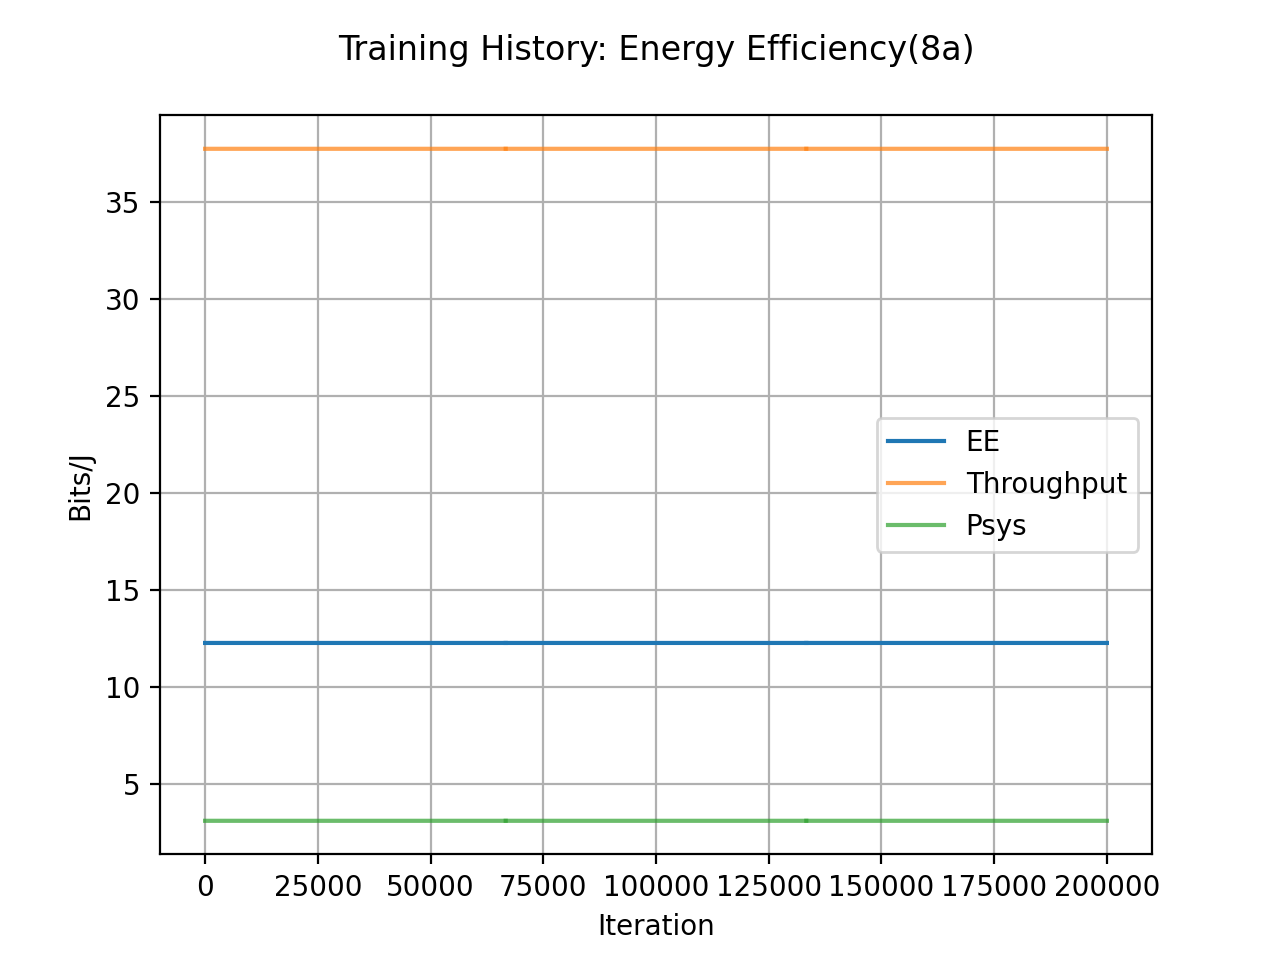 Training History: Energy Efficiency(8a)
35
30
25
20
15
10
5
Bits/J
EE
Throughput
Psys
0 25000 50000 75000 100000 125000 150000 175000 200000
Iteration